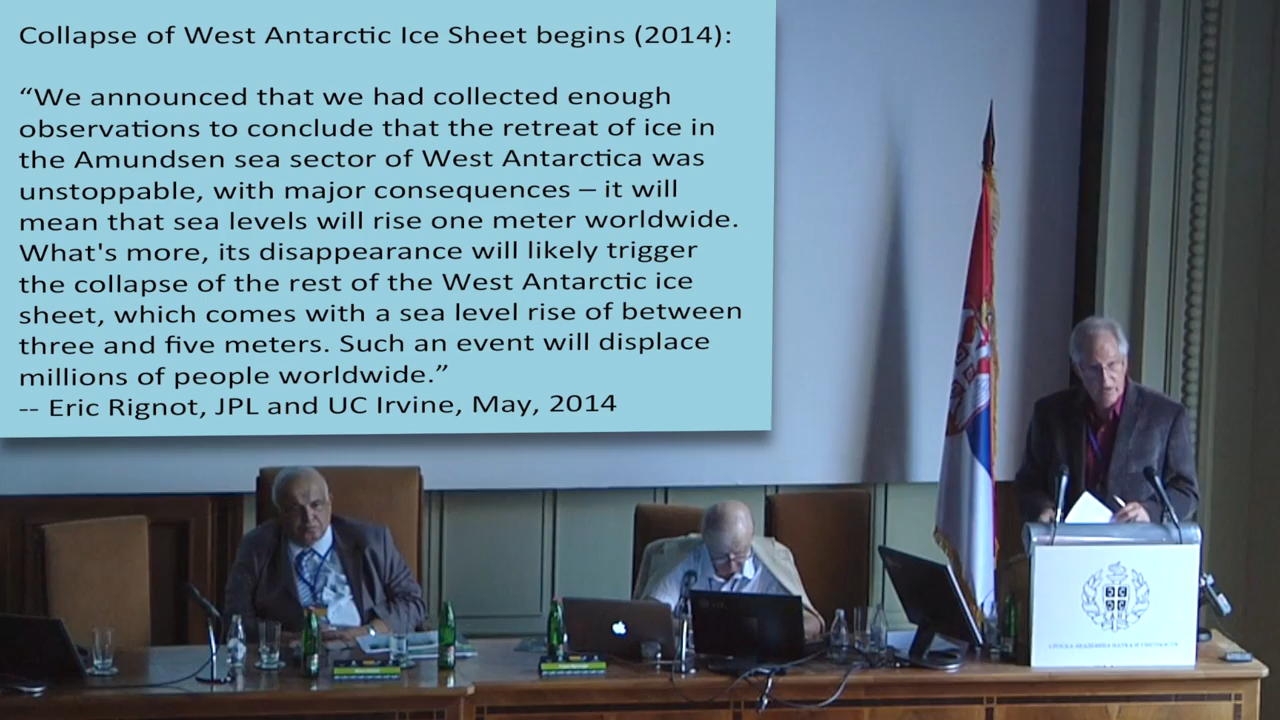 Collapse of West Antarctic Ice Sheet begins (2014):
“We announced that we had collected enough
observations to conclude that the retreat of ice in
the Amundsen sea sector of West Antarctica was
unstoppable, with major consequences – it will
mean that sea levels will rise one meter worldwide.
What's more, its disappearance will likely trigger
the collapse of the rest of the West Antarctic ice
sheet, which comes with a sea level rise of between
three and five meters. Such an event will displace
millions of people worldwide.”
-- Eric Rignot, JPL and UC Irvine, May, 2014
СРПСКА АКАДЕМИЈА НАУКА И УМЕТНОСТИ